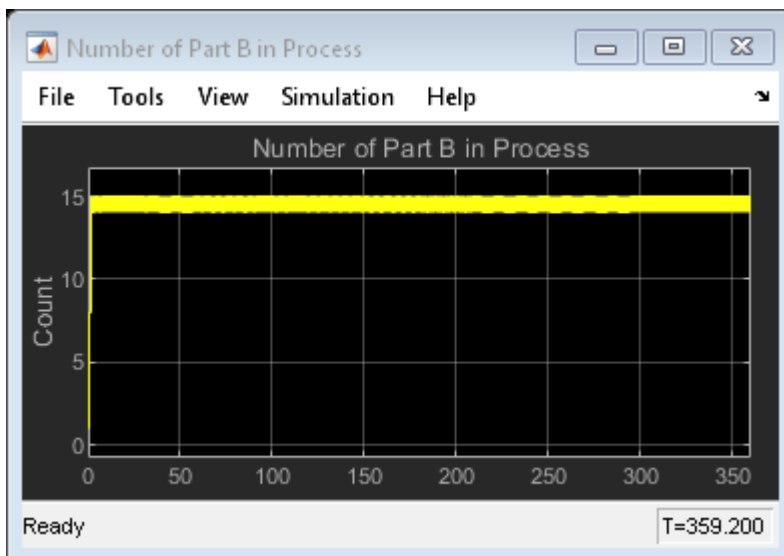 Number of Part B in Process
File Tools View Simulation Help
Number of Part B in Process
15
10
5
0
Count
0 50 100 150 200 250 300 350
Ready T=359.200